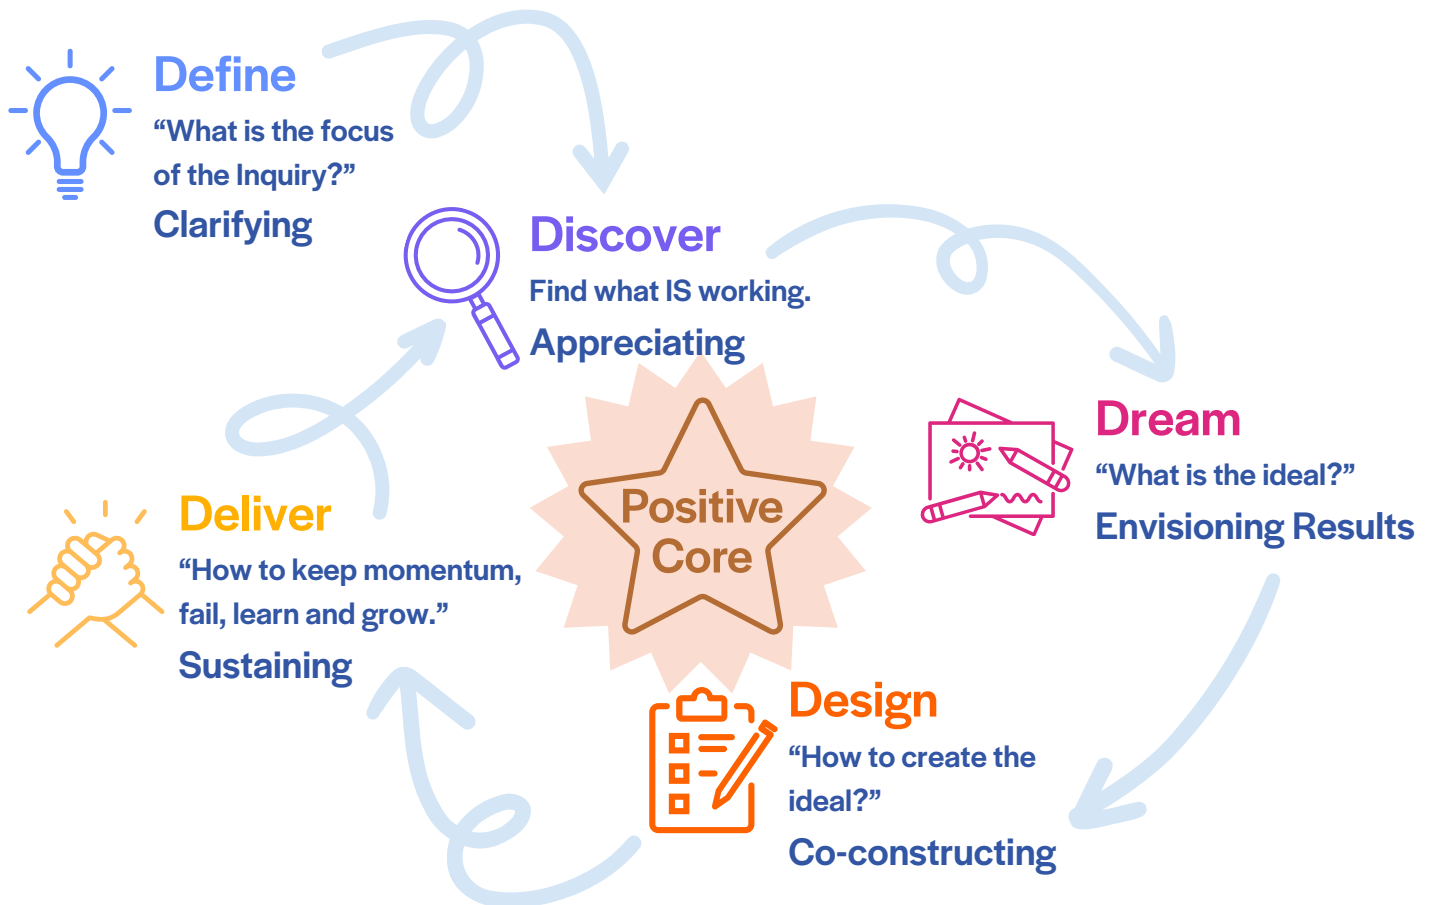 Define
“What is the focus
of the Inquiry?”
Clarifying
Discover
Find what IS working.
Appreciating
Dream
“What is the ideal?”
Envisioning Results
Positive
Core
Design
“How to create the
ideal?”
Co-constructing
Deliver
“How to keep momentum,
fail, learn and grow.”
Sustaining